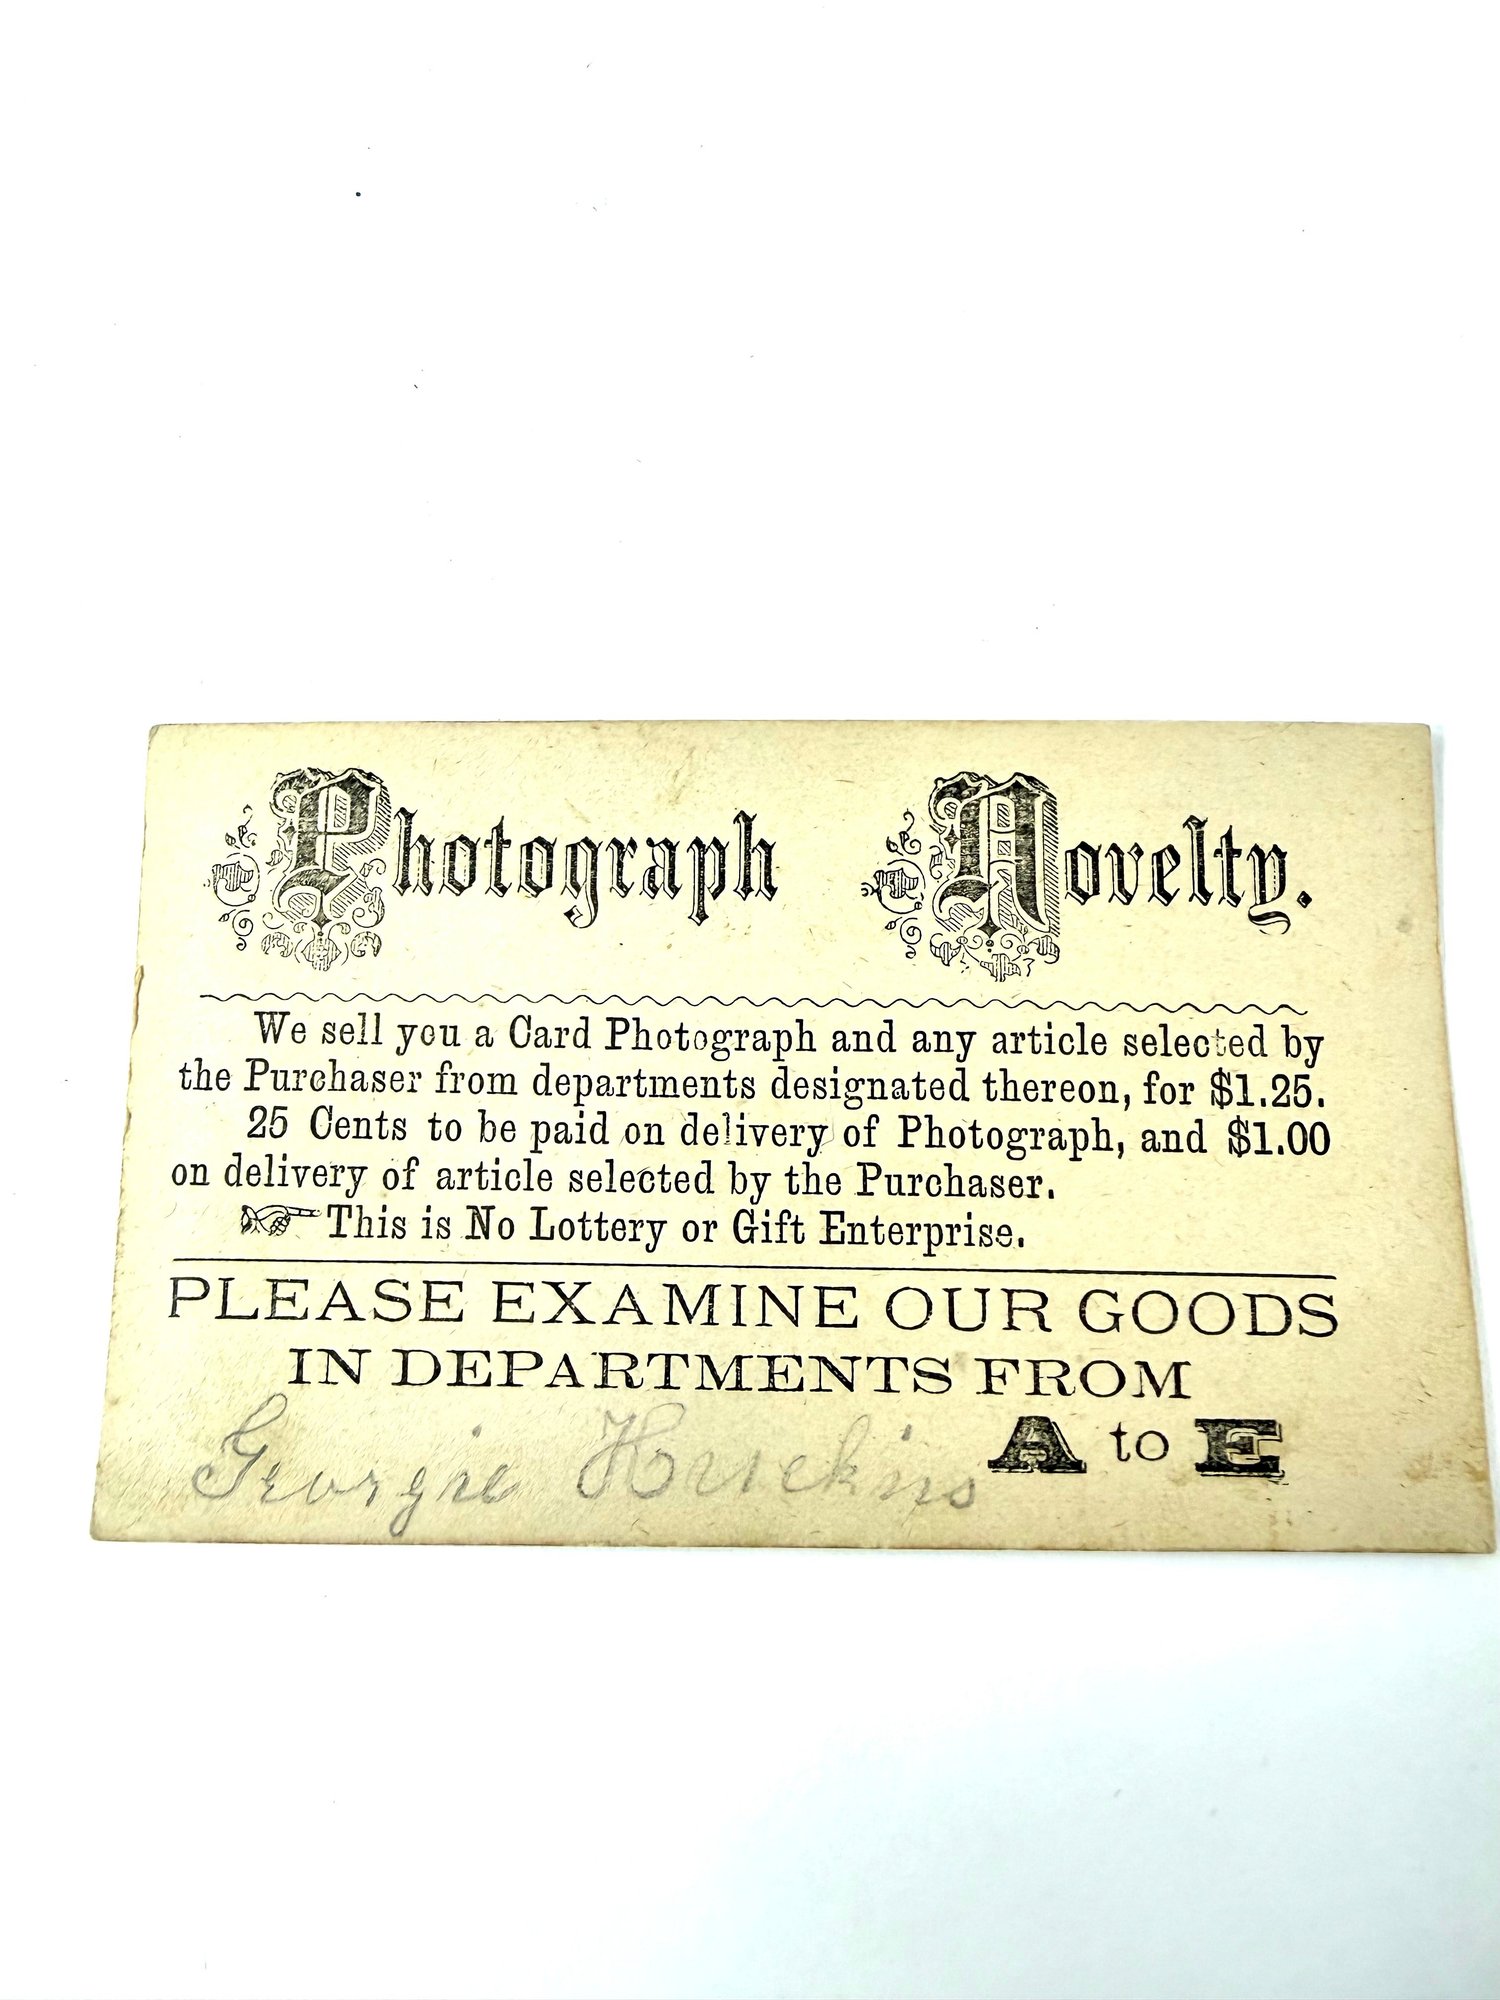 Photograph Novelty.
We sell you a Card Photograph and any article selected by
the Purchaser from departments designated thereon, for $1.25.
25 Cents to be paid on delivery of Photograph, and $1.00
on delivery of article selected by the Purchaser.
☞ This is No Lottery or Gift Enterprise.
PLEASE EXAMINE OUR GOODS
IN DEPARTMENTS FROM
A to E
Georgie